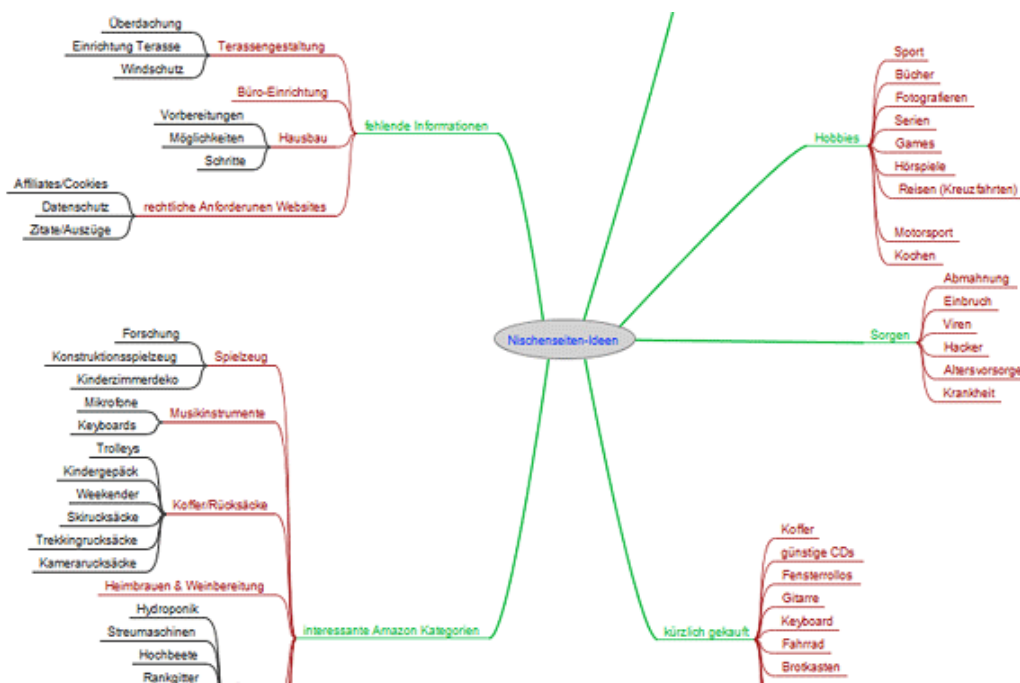 Nischenseiten-Ideen
fehlende Informationen
Terassengestaltung
Überdachung
Einrichtung Terasse
Windschutz
Büro-Einrichtung
Hausbau
Vorbereitungen
Möglichkeiten
Schritte
rechtliche Anforderunen Websites
Affiliates/Cookies
Datenschutz
Zitate/Auszüge
Hobbies
Sport
Bücher
Fotografieren
Serien
Games
Hörspiele
Reisen (Kreuzfahrten)
Motorsport
Kochen
Sorgen
Abmahnung
Einbruch
Viren
Hacker
Altersvorsorge
Krankheit
interessante Amazon Kategorien
Spielzeug
Forschung
Konstruktionsspielzeug
Kinderzimmerdeko
Musikinstrumente
Mikrofone
Keyboards
Koffer/Rücksäcke
Trolleys
Kindergepäck
Weekender
Skirucksäcke
Trekkingrucksäcke
Kamerarucksäcke
Heimbrauen & Weinbereitung
Hydroponik
Streumaschinen
Hochbeete
Rankgitter
kürzlich gekauft
Koffer
günstige CDs
Fensterrollos
Gitarre
Keyboard
Fahrrad
Brotkasten